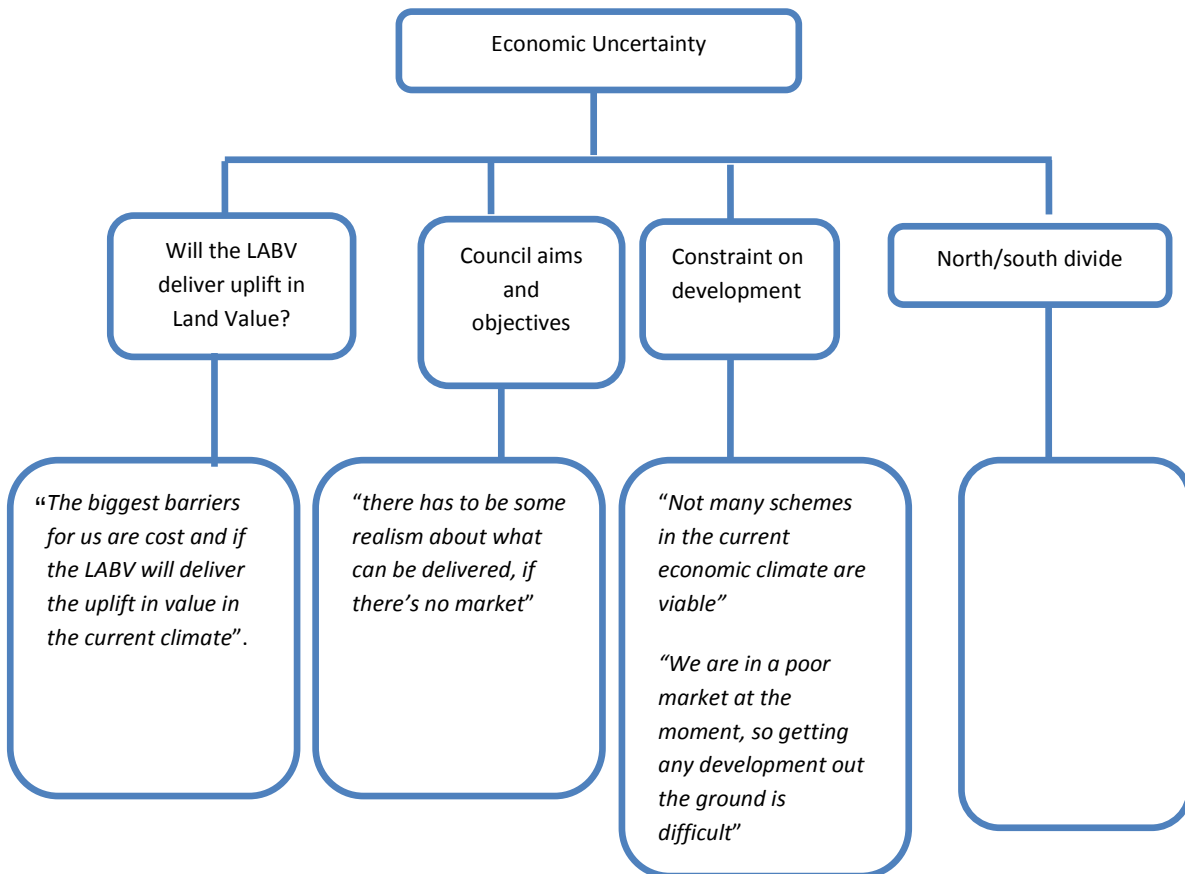 Economic Uncertainty
Will the LABV
deliver uplift in
Land Value?
Council aims
and
objectives
Constraint on
development
North/south divide
“The biggest barriers
for us are cost and if
the LABV will deliver
the uplift in value in
the current climate”.
“there has to be some
realism about what
can be delivered, if
there’s no market”
“Not many schemes
in the current
economic climate are
viable”
“We are in a poor
market at the
moment, so getting
any development out
the ground is
difficult”